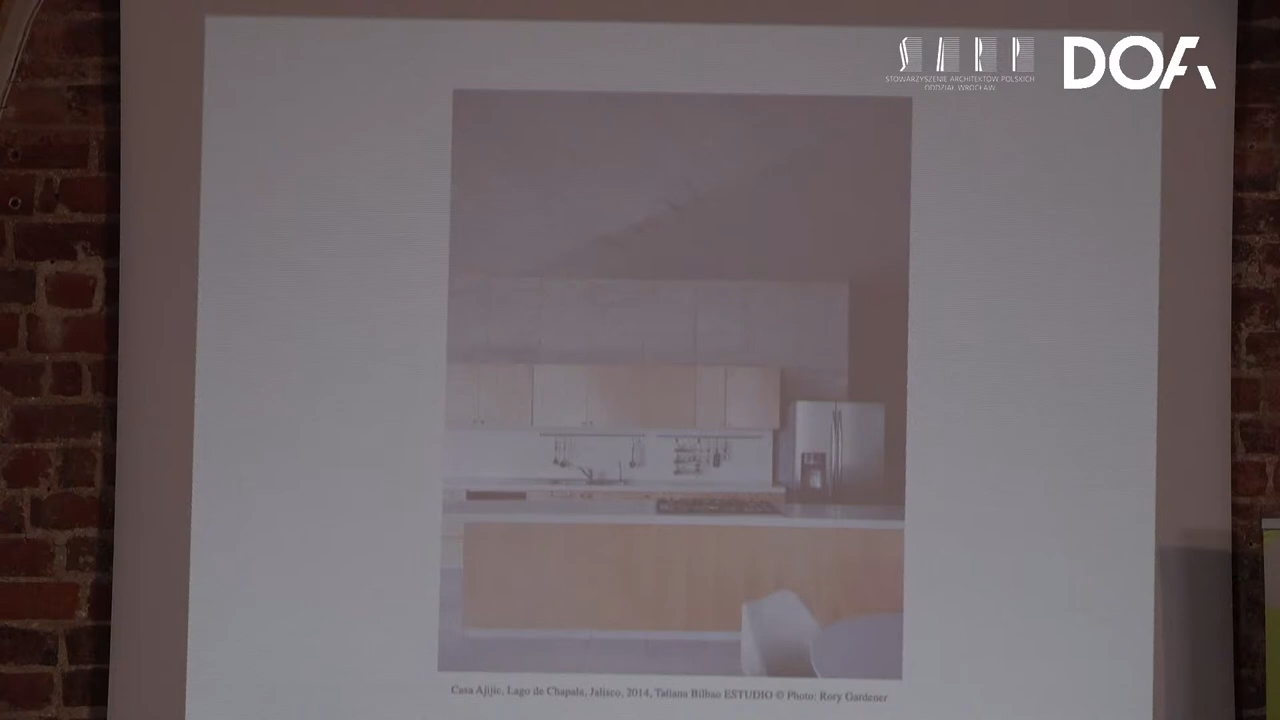 SARP
STOWARZYSZENIE ARCHITEKTÓW POLSKICH
ODDZIAŁ WROCŁAW
DOFA
Casa Ajijic, Lago de Chapala, Jalisco, 2014, Tatiana Bilbao ESTUDIO © Photo: Rory Gardener